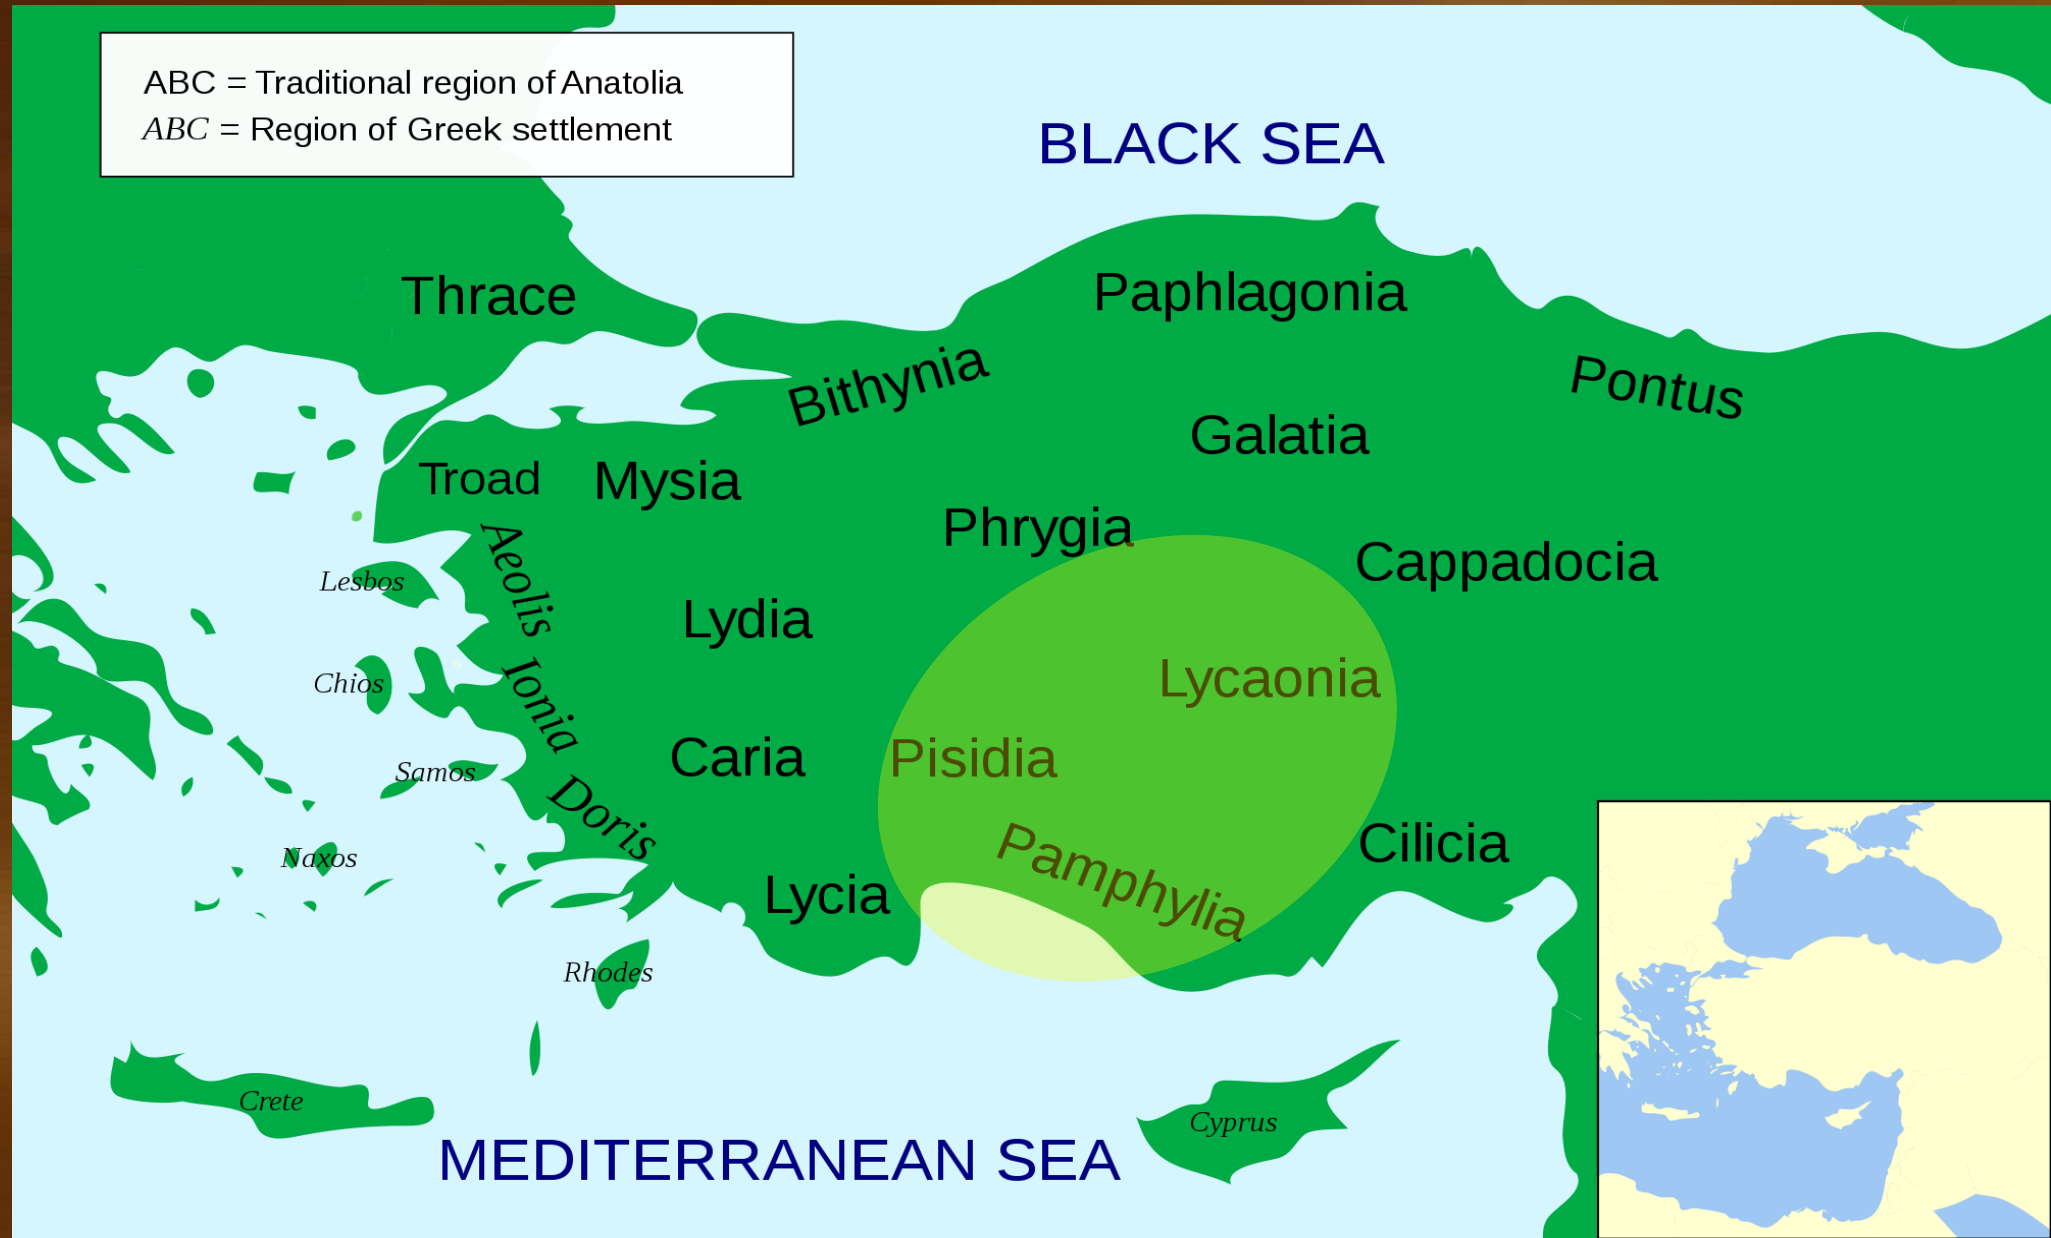 ABC = Traditional region of Anatolia
ABC = Region of Greek settlement
BLACK SEA
Thrace
Paphlagonia
Bithynia
Pontus
Galatia
Troad
Mysia
Phrygia
Cappadocia
Aeolis
Lesbos
Lydia
Lycaonia
Ionia
Chios
Caria
Pisidia
Samos
Doris
Pamphylia
Cilicia
Naxos
Lycia
Rhodes
Crete
Cyprus
MEDITERRANEAN SEA